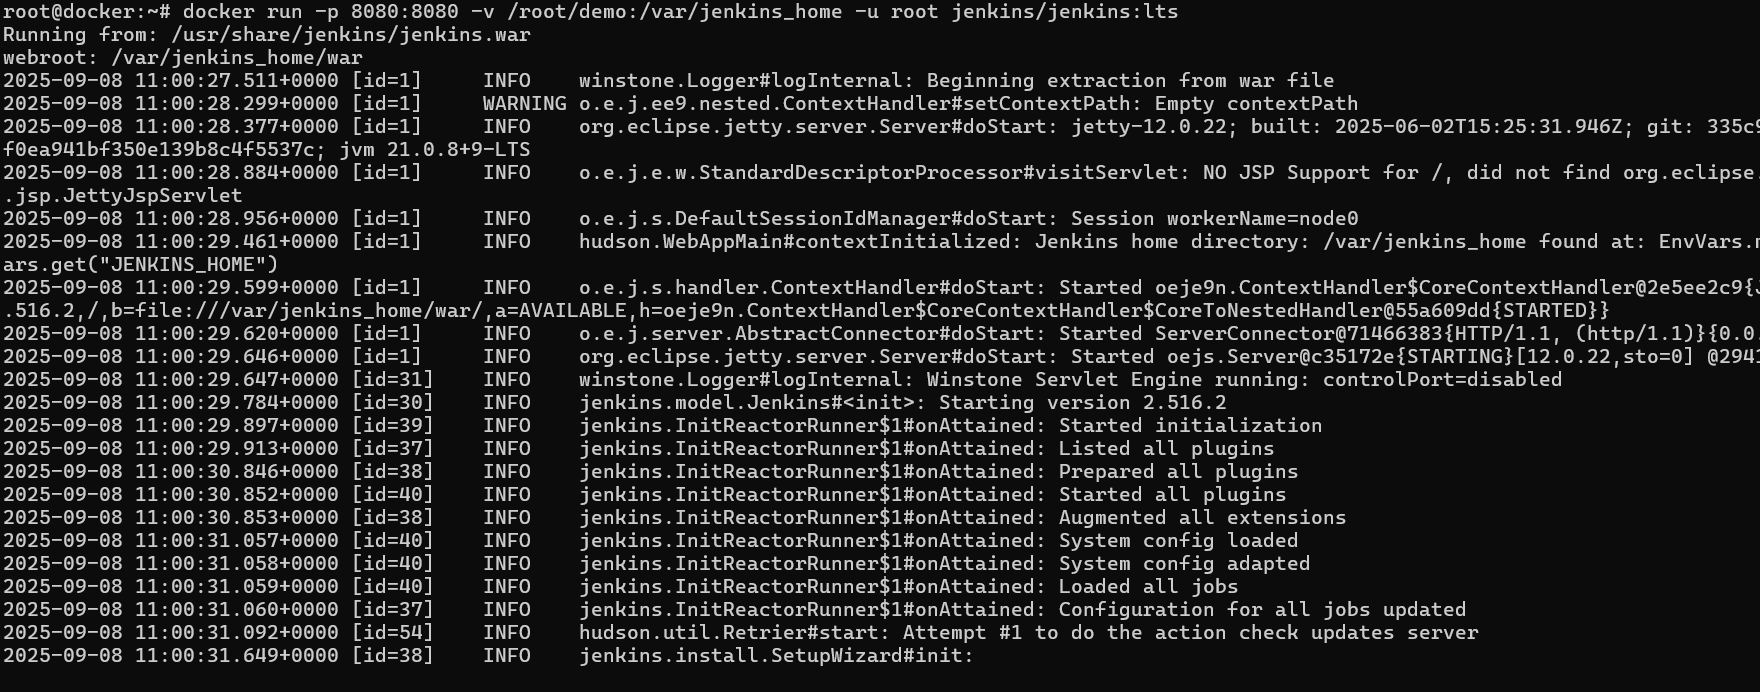 root@docker:~# docker run -p 8080:8080 -v /root/demo:/var/jenkins_home -u root jenkins/jenkins:lts
Running from: /usr/share/jenkins/jenkins.war
webroot: /var/jenkins_home/war
2025-09-08 11:00:27.511+0000 [id=1]     INFO    winstone.Logger#logInternal: Beginning extraction from war file
2025-09-08 11:00:28.299+0000 [id=1]     WARNING o.e.j.ee9.nested.ContextHandler#setContextPath: Empty contextPath
2025-09-08 11:00:28.377+0000 [id=1]     INFO    org.eclipse.jetty.server.Server#doStart: jetty-12.0.22; built: 2025-06-02T15:25:31.946Z; git: 335c9
f0ea941bf350e139b8c4f5537c; jvm 21.0.8+9-LTS
2025-09-08 11:00:28.884+0000 [id=1]     INFO    o.e.j.e.w.StandardDescriptorProcessor#visitServlet: NO JSP Support for /, did not find org.eclipse.
.jsp.JettyJspServlet
2025-09-08 11:00:28.956+0000 [id=1]     INFO    o.e.j.s.DefaultSessionIdManager#doStart: Session workerName=node0
2025-09-08 11:00:29.461+0000 [id=1]     INFO    hudson.WebAppMain#contextInitialized: Jenkins home directory: /var/jenkins_home found at: EnvVars.m
ars.get("JENKINS_HOME")
2025-09-08 11:00:29.599+0000 [id=1]     INFO    o.e.j.s.handler.ContextHandler#doStart: Started oeje9n.ContextHandler$CoreContextHandler@2e5ee2c9{J
.516.2,/,b=file:///var/jenkins_home/war/,a=AVAILABLE,h=oeje9n.ContextHandler$CoreContextHandler$CoreToNestedHandler@55a609dd{STARTED}}
2025-09-08 11:00:29.620+0000 [id=1]     INFO    o.e.j.server.AbstractConnector#doStart: Started ServerConnector@71466383{HTTP/1.1, (http/1.1)}{0.0.
2025-09-08 11:00:29.646+0000 [id=1]     INFO    org.eclipse.jetty.server.Server#doStart: Started oejs.Server@c35172e{STARTING}[12.0.22,sto=0] @2941
2025-09-08 11:00:29.647+0000 [id=31]    INFO    winstone.Logger#logInternal: Winstone Servlet Engine running: controlPort=disabled
2025-09-08 11:00:29.784+0000 [id=30]    INFO    jenkins.model.Jenkins#<init>: Starting version 2.516.2
2025-09-08 11:00:29.897+0000 [id=39]    INFO    jenkins.InitReactorRunner$1#onAttained: Started initialization
2025-09-08 11:00:29.913+0000 [id=37]    INFO    jenkins.InitReactorRunner$1#onAttained: Listed all plugins
2025-09-08 11:00:30.846+0000 [id=38]    INFO    jenkins.InitReactorRunner$1#onAttained: Prepared all plugins
2025-09-08 11:00:30.852+0000 [id=40]    INFO    jenkins.InitReactorRunner$1#onAttained: Started all plugins
2025-09-08 11:00:30.853+0000 [id=38]    INFO    jenkins.InitReactorRunner$1#onAttained: Augmented all extensions
2025-09-08 11:00:31.057+0000 [id=40]    INFO    jenkins.InitReactorRunner$1#onAttained: System config loaded
2025-09-08 11:00:31.058+0000 [id=40]    INFO    jenkins.InitReactorRunner$1#onAttained: System config adapted
2025-09-08 11:00:31.059+0000 [id=40]    INFO    jenkins.InitReactorRunner$1#onAttained: Loaded all jobs
2025-09-08 11:00:31.060+0000 [id=37]    INFO    jenkins.InitReactorRunner$1#onAttained: Configuration for all jobs updated
2025-09-08 11:00:31.092+0000 [id=54]    INFO    hudson.util.Retrier#start: Attempt #1 to do the action check updates server
2025-09-08 11:00:31.649+0000 [id=38]    INFO    jenkins.install.SetupWizard#init: